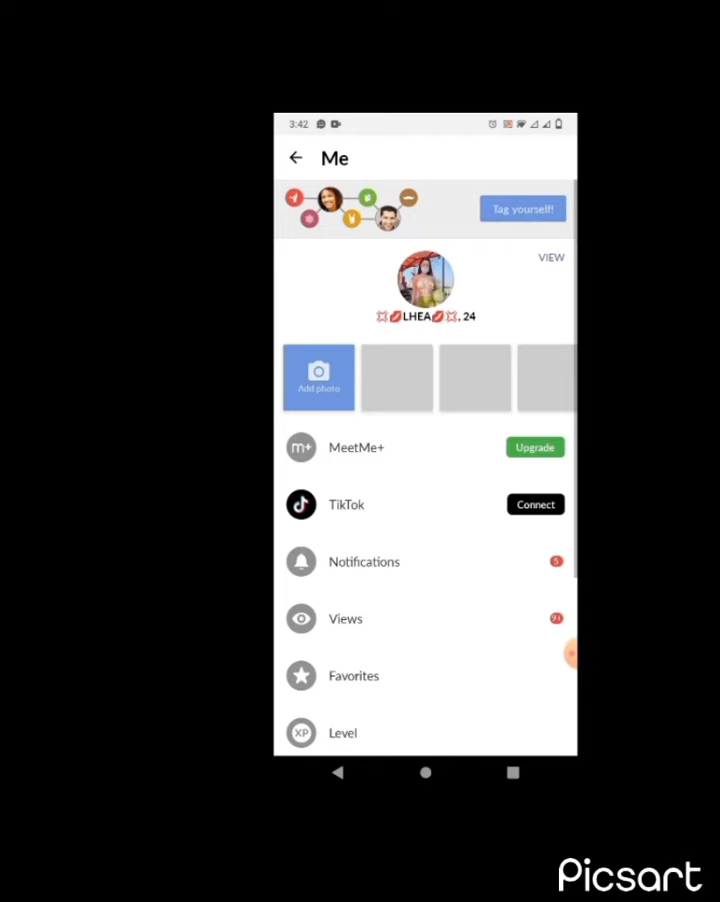 3:42
Me
Tag yourself!
VIEW
💢💋LHEA💋💢, 24
Add photo
m+ MeetMe+ Upgrade
TikTok Connect
Notifications 5
Views
Favorites
XP Level
Picsart